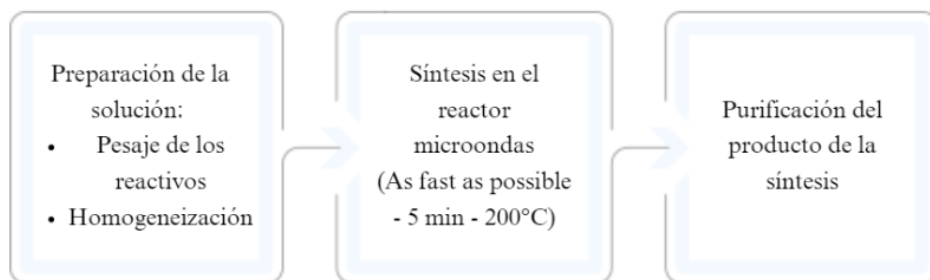 Preparación de la
solución:
• Pesaje de los
reactivos
• Homogeneización
Síntesis en el
reactor
microondas
(As fast as possible
- 5 min - 200°C)
Purificación del
producto de la
síntesis